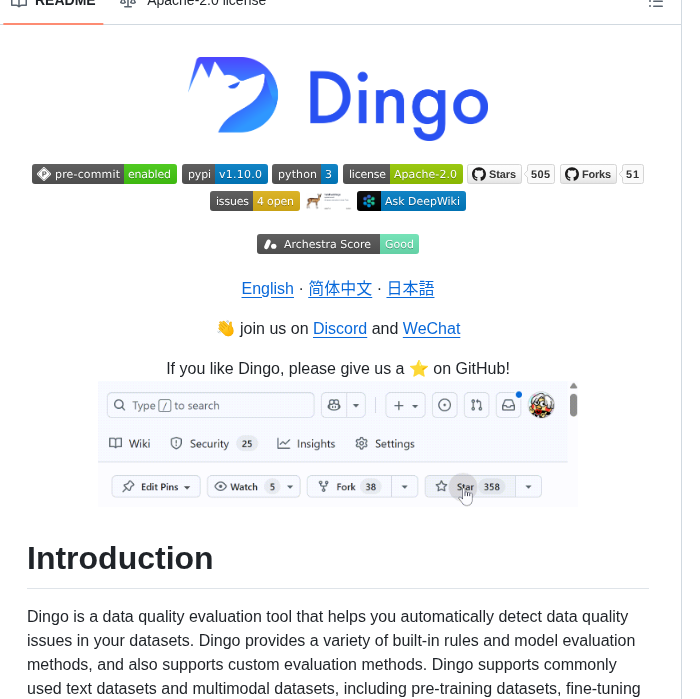 README Apache-2.0 license
Dingo
pre-commit enabled pypi v1.10.0 python 3 license Apache-2.0 Stars 505 Forks 51
issues 4 open Ask DeepWiki
Archestra Score Good
English · 简体中文 · 日本語
👋 join us on Discord and WeChat
If you like Dingo, please give us a ⭐ on GitHub!
Type / to search
Wiki Security 25 Insights Settings
Edit Pins Watch 5 Fork 38 Star 358
Introduction
Dingo is a data quality evaluation tool that helps you automatically detect data quality
issues in your datasets. Dingo provides a variety of built-in rules and model evaluation
methods, and also supports custom evaluation methods. Dingo supports commonly
used text datasets and multimodal datasets, including pre-training datasets, fine-tuning